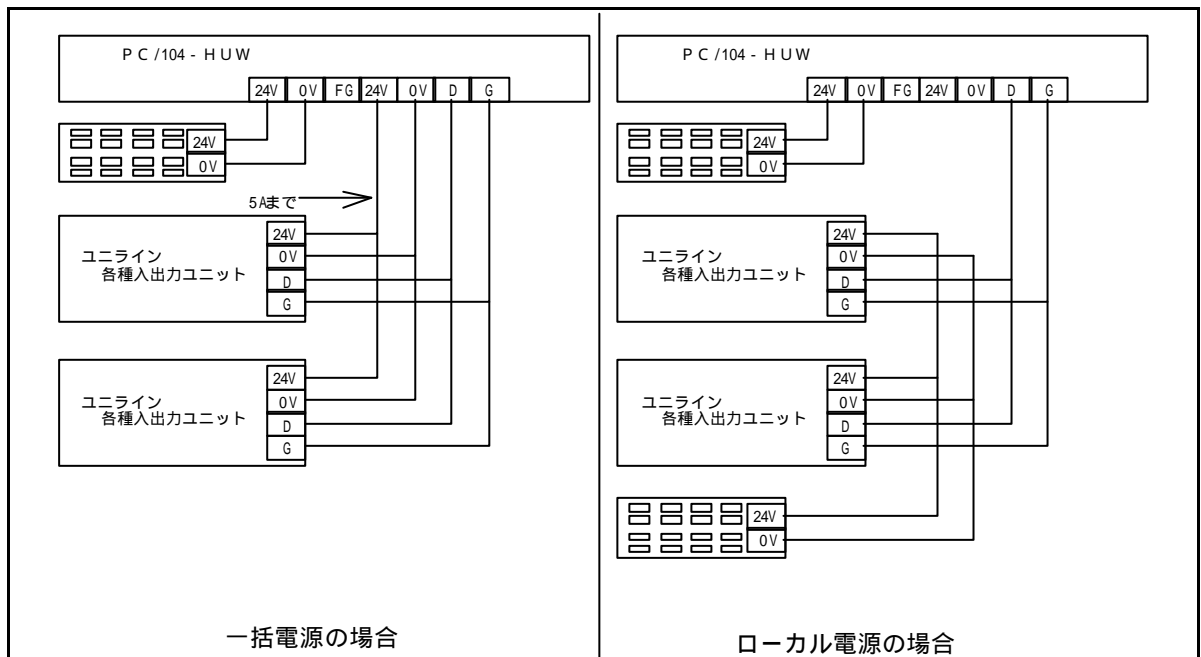 PC/104-HUW
24V 0V FG 24V 0V D G
24V
0V
5Aまで
24V
ユニライン
0V
各種入出力ユニット
D
G
24V
ユニライン
0V
各種入出力ユニット
D
G
一括電源の場合
PC/104-HUW
24V 0V FG 24V 0V D G
24V
0V
24V
ユニライン
0V
各種入出力ユニット
D
G
24V
ユニライン
0V
各種入出力ユニット
D
G
24V
0V
ローカル電源の場合